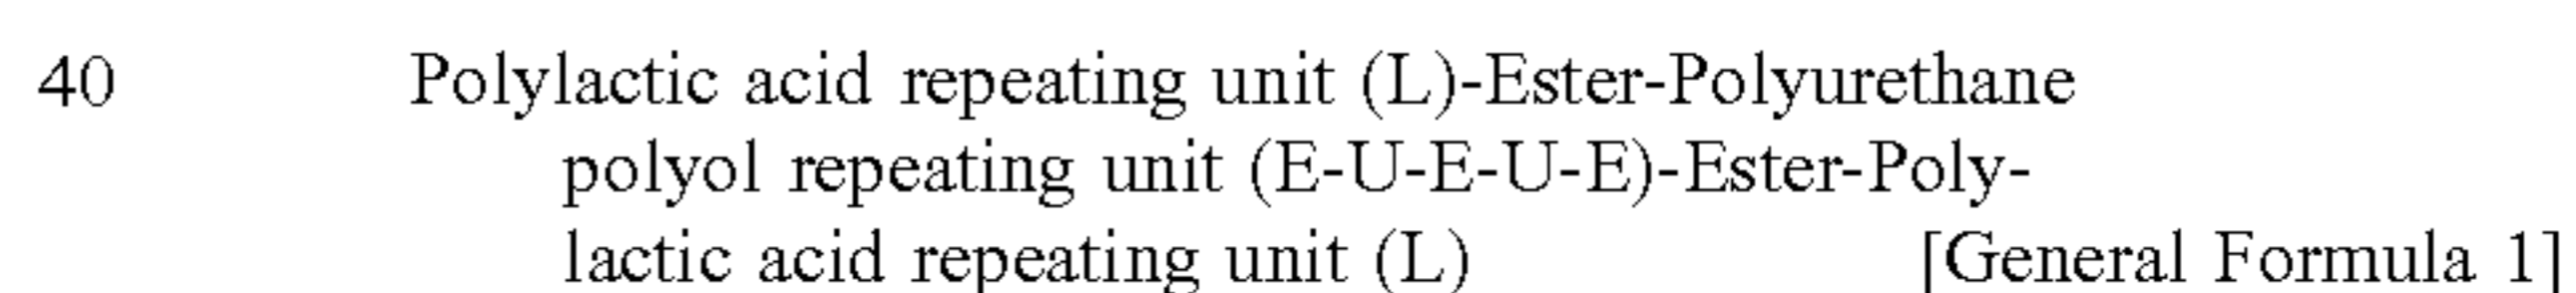 40 Polylactic acid repeating unit (L)-Ester-Polyurethane
polyol repeating unit (E-U-E-U-E)-Ester-Poly-
lactic acid repeating unit (L) [General Formula 1]